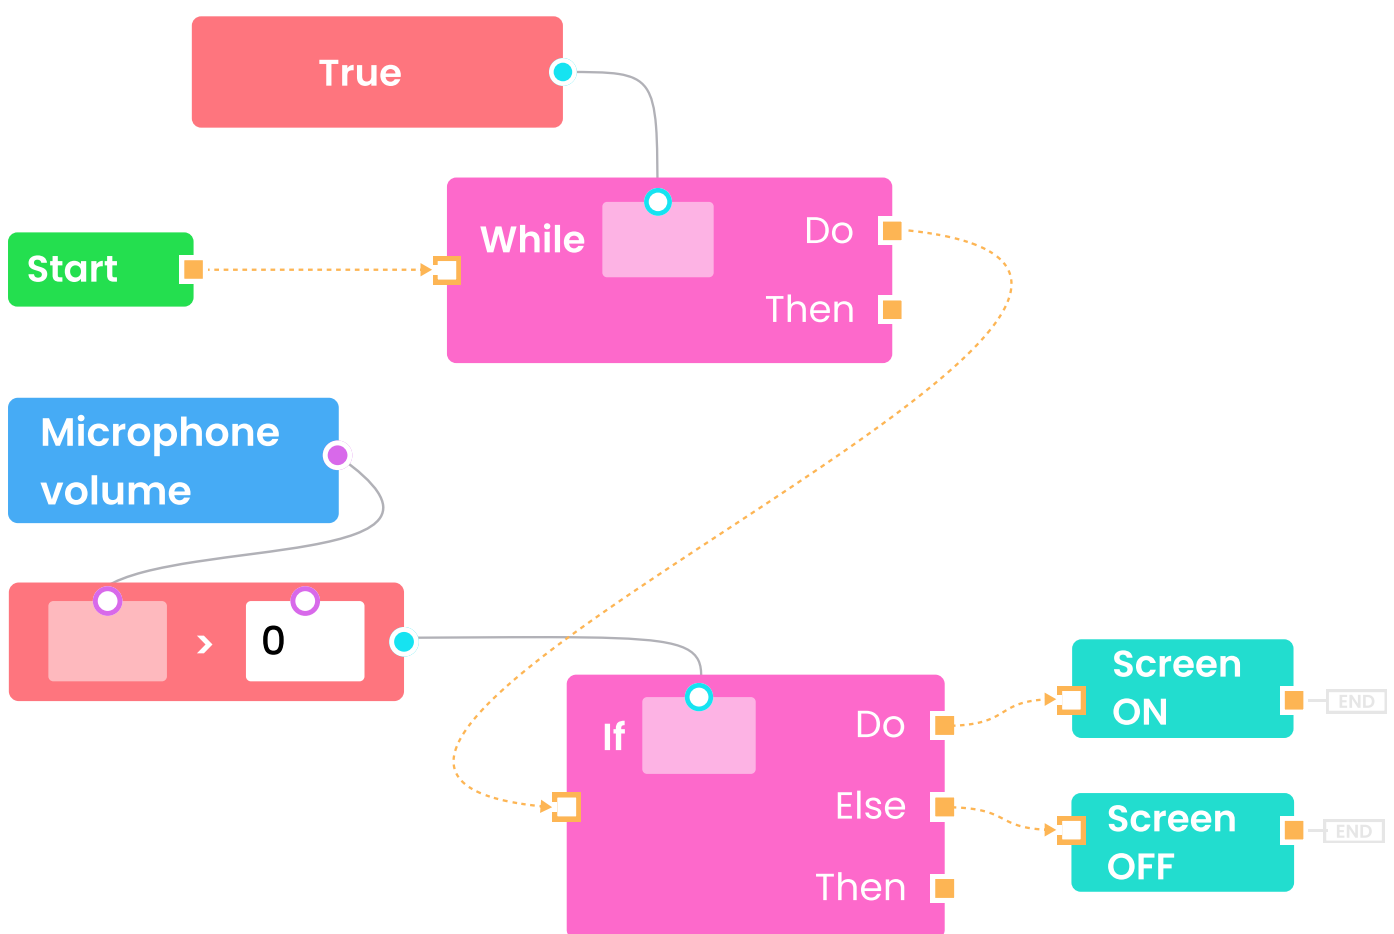 True
While
Do
Start
Then
Microphone
volume
> 0
If
Do
Screen
ON
END
Else
Screen
OFF
END
Then